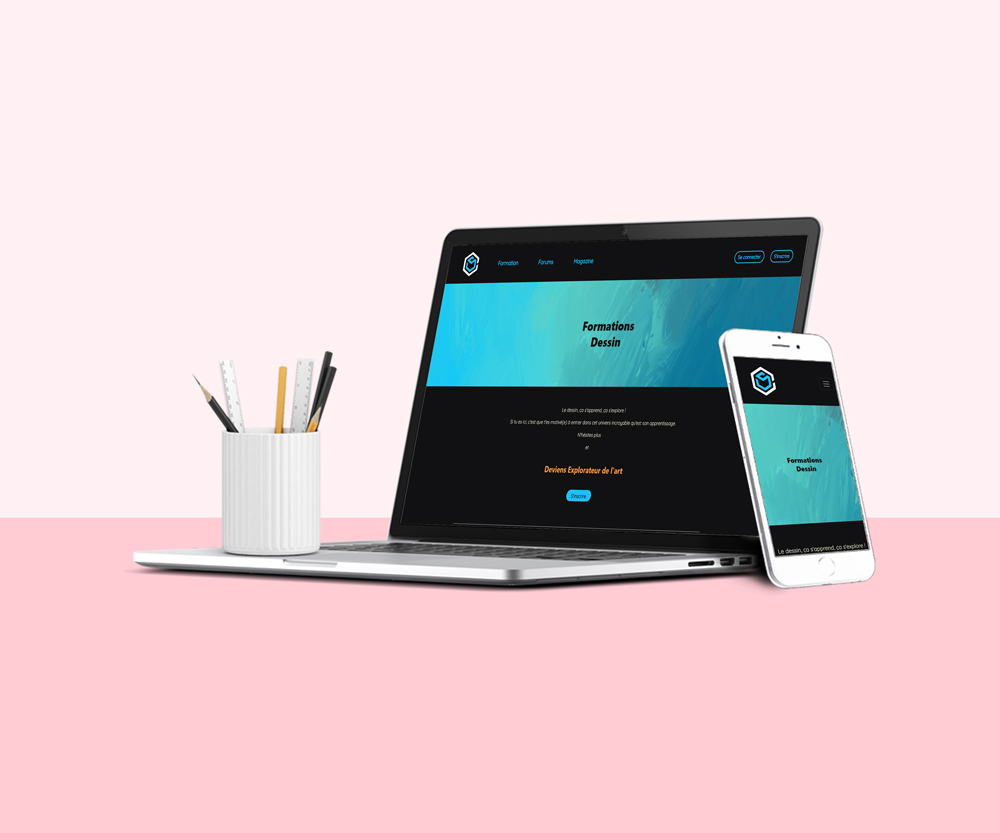 Formation
Forums
Magazine
Se connecter
S'inscrire
Formations
Dessin
Le dessin, ça s'apprend, ça s'explore !
Si tu es ici, c'est que t'es motivé(e) à entrer dans cet univers incroyable qu'est son apprentissage.
N'hésites plus
et
Deviens Explorateur de l'art
S'inscrire
Formations
Dessin
Le dessin, ça s'apprend, ça s'explore !